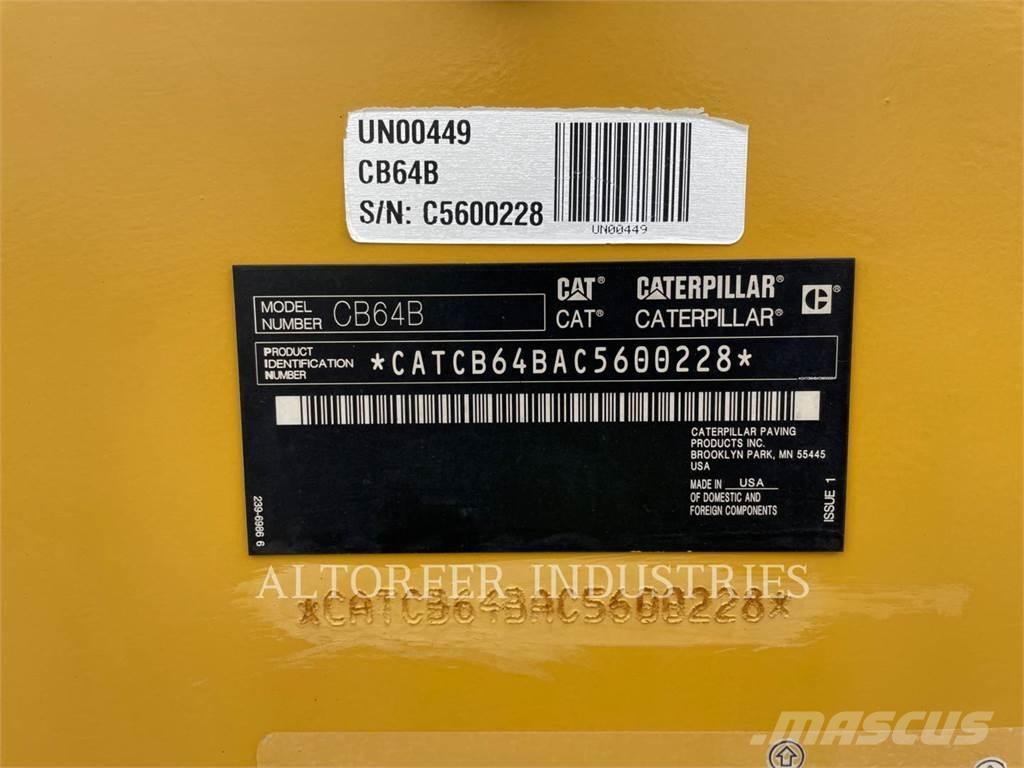 UN00449
CB64B
S/N: C5600228
UN00449
CAT® CATERPILLAR®
MODEL NUMBER CB64B
CAT® CATERPILLAR®
PRODUCT IDENTIFICATION NUMBER *CATCB64BAC5600228*
CATERPILLAR PAVING
PRODUCTS INC.
BROOKLYN PARK, MN 55445
USA
MADE IN USA
OF DOMESTIC AND
FOREIGN COMPONENTS
ISSUE 1
239-6986 6
ALTORFER INDUSTRIES
*CATCB64BAC5600228*
MASCUS